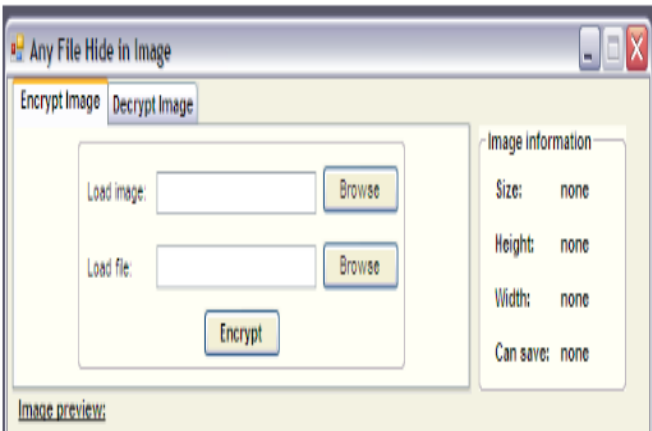 Any File Hide in Image
Encrypt Image Decrypt Image
Load image: Browse
Load file: Browse
Encrypt
Image information
Size: none
Height: none
Width: none
Can save: none
Image preview: